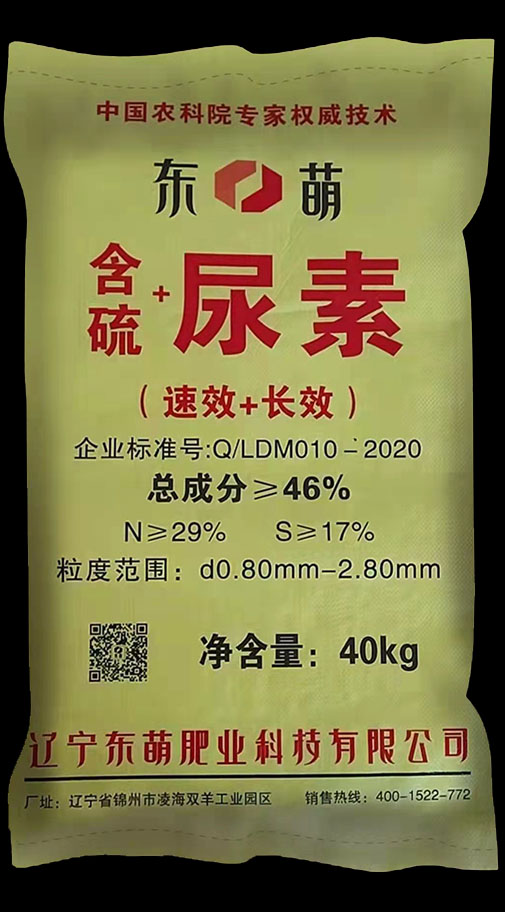 中国农科院专家权威技术
东 萌
含硫+尿素
（速效+长效）
企业标准号:Q/LDM010-2020
总成分≥46%
N≥29% S≥17%
粒度范围：d0.80mm-2.80mm
净含量：40kg
辽宁东萌肥业科技有限公司
厂址：辽宁省锦州市凌海双羊工业园区 销售热线：400-1522-772